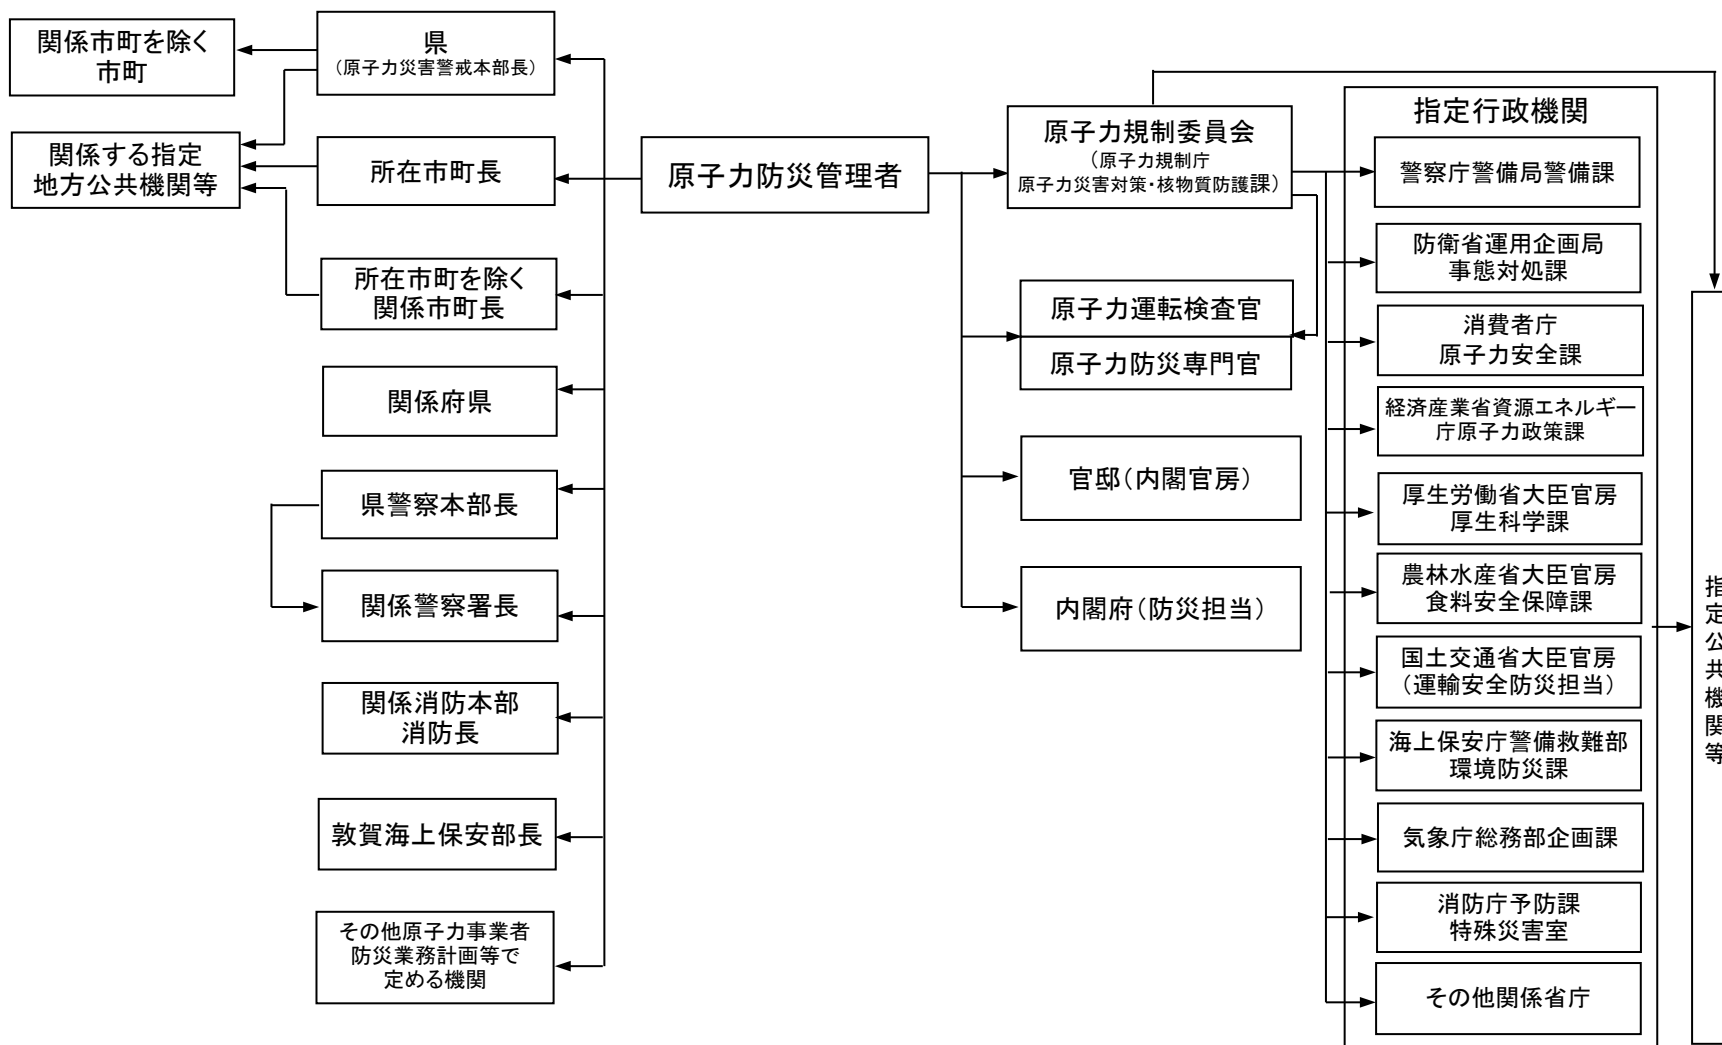 関係市町を除く
市町
県
（原子力災害警戒本部長）
関係する指定
地方公共機関等
所在市町長
所在市町を除く
関係市町長
関係府県
県警察本部長
関係警察署長
関係消防本部
消防長
敦賀海上保安部長
その他原子力事業者
防災業務計画等で
定める機関
原子力防災管理者
原子力規制委員会
（原子力規制庁
原子力災害対策・核物質防護課）
原子力運転検査官
原子力防災専門官
官邸（内閣官房）
内閣府（防災担当）
指定行政機関
警察庁警備局警備課
防衛省運用企画局
事態対処課
消費者庁
原子力安全課
経済産業省資源エネルギー
庁原子力政策課
厚生労働省大臣官房
厚生科学課
農林水産省大臣官房
食料安全保障課
国土交通省大臣官房
（運輸安全防災担当）
海上保安庁警備救難部
環境防災課
気象庁総務部企画課
消防庁予防課
特殊災害室
その他関係省庁
指定公共機関等